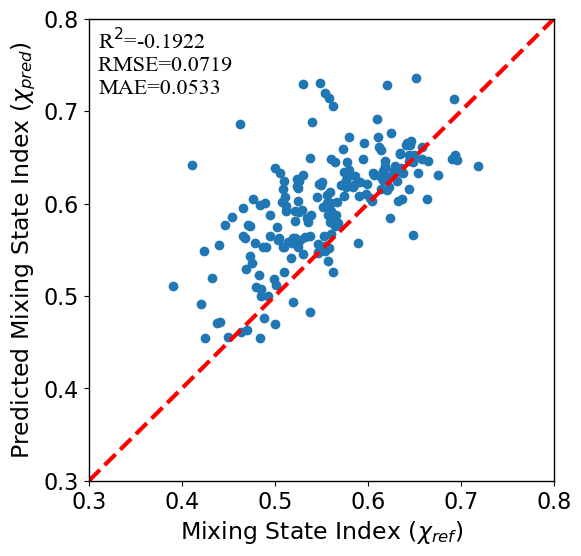 R²=-0.1922
RMSE=0.0719
MAE=0.0533
Predicted Mixing State Index (χpred)
0.8
0.7
0.6
0.5
0.4
0.3
0.3 0.4 0.5 0.6 0.7 0.8
Mixing State Index (χref)